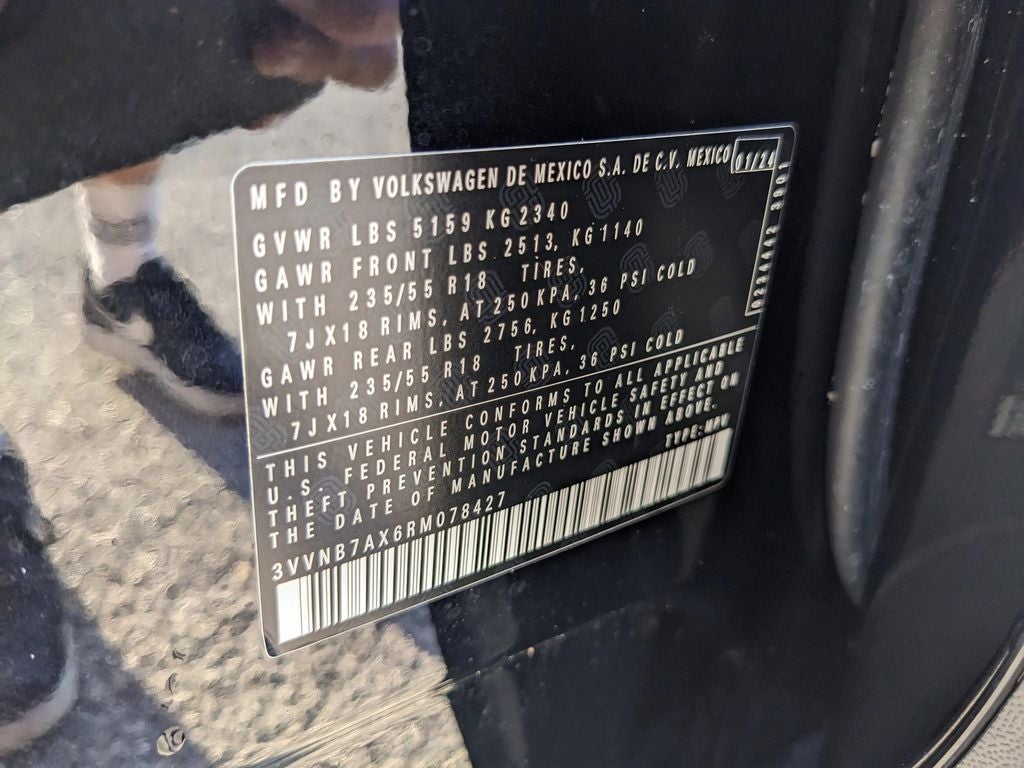 MFD BY VOLKSWAGEN DE MEXICO S.A. DE C.V. MEXICO 01/24
GVWR LBS 5159 KG 2340
GAWR FRONT LBS 2513, KG 1140
WITH 235/55 R18 TIRES,
7JX18 RIMS, AT 250 KPA, 36 PSI COLD
GAWR REAR LBS 2756, KG 1250
WITH 235/55 R18 TIRES,
7JX18 RIMS, AT 250 KPA, 36 PSI COLD
THIS VEHICLE CONFORMS TO ALL APPLICABLE
U.S. FEDERAL MOTOR VEHICLE SAFETY AND
THEFT PREVENTION STANDARDS IN EFFECT ON
THE DATE OF MANUFACTURE SHOWN ABOVE.
3VVNB7AX6RM078427 TYPE:MPV